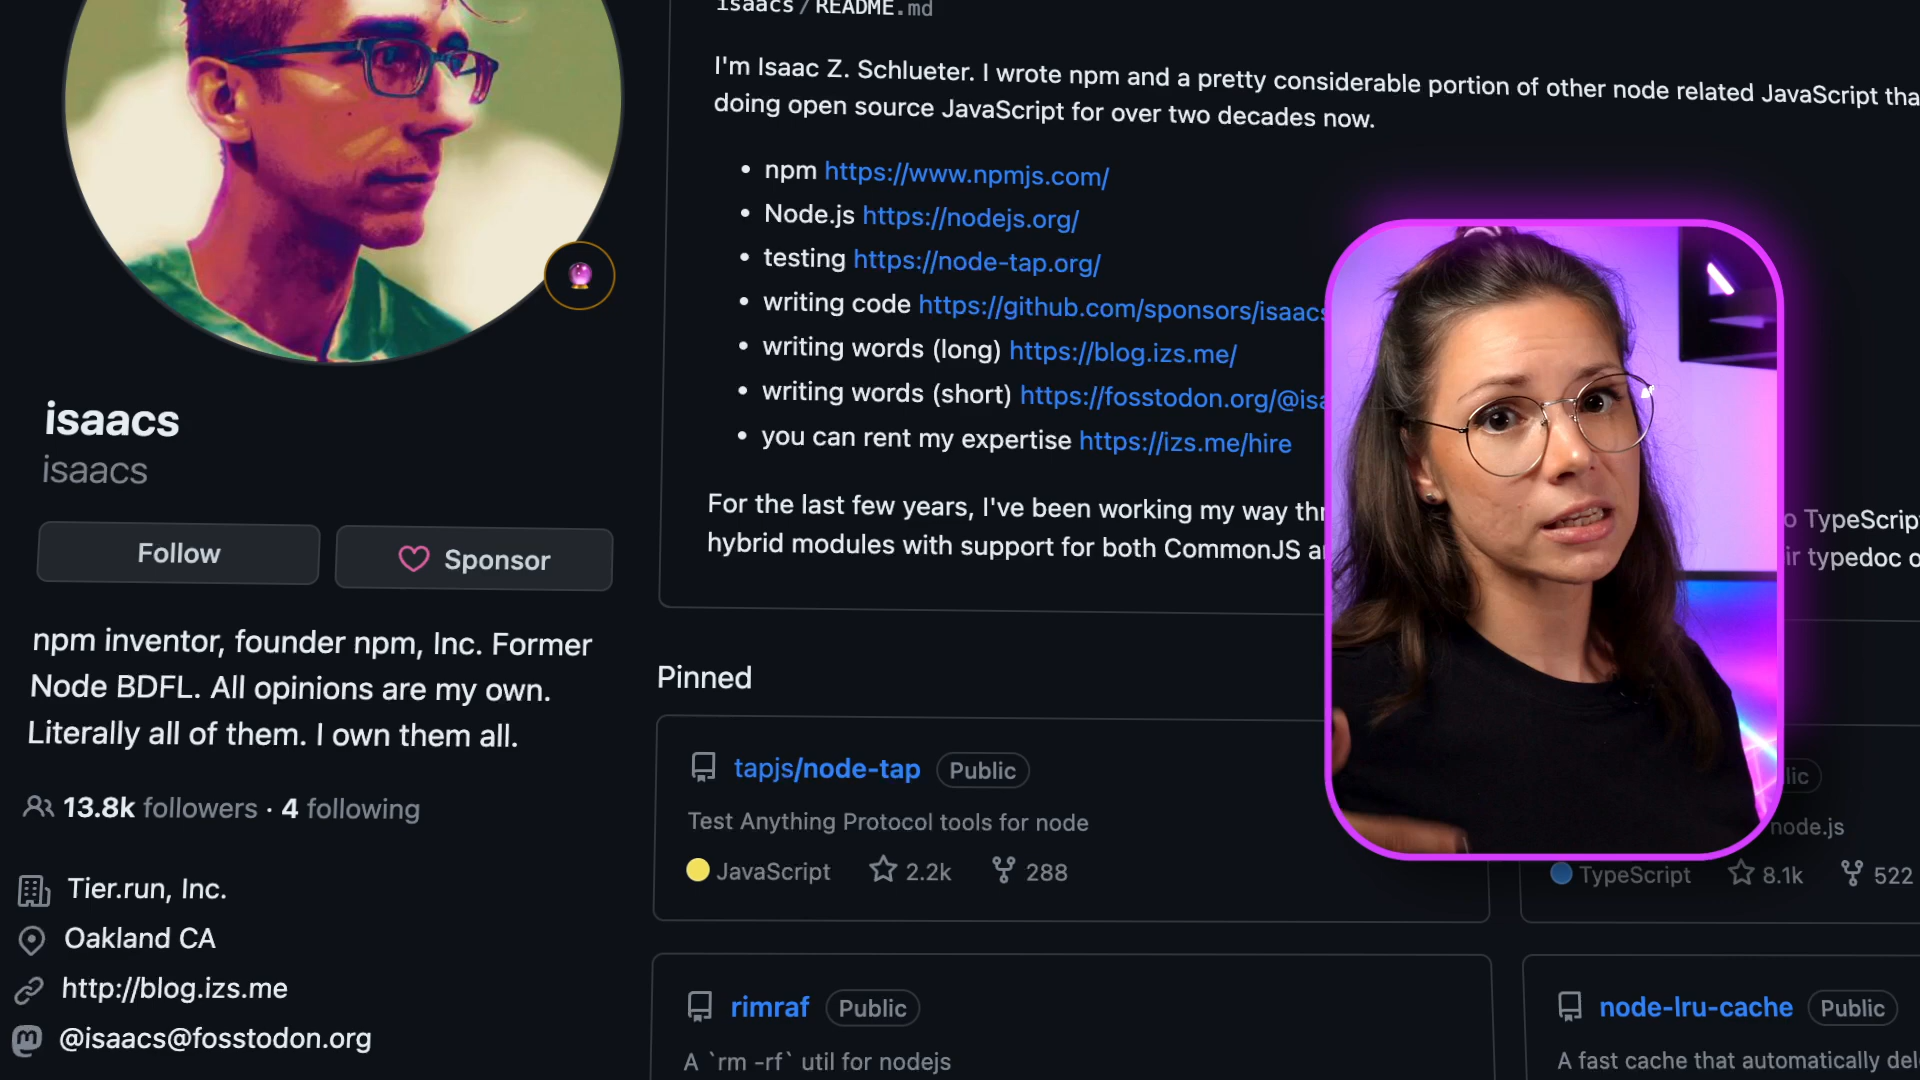 isaacs / README.md
I'm Isaac Z. Schlueter. I wrote npm and a pretty considerable portion of other node related JavaScript
doing open source JavaScript for over two decades now.
• npm https://www.npmjs.com/
• Node.js https://nodejs.org/
• testing https://node-tap.org/
• writing code https://github.com/sponsors/isaacs
• writing words (long) https://blog.izs.me/
• writing words (short) https://fosstodon.org/@isa
• you can rent my expertise https://izs.me/hire
For the last few years, I've been working my way
TypeScript
hybrid modules with support for both CommonJS
typedoc
isaacs
isaacs
Follow
Sponsor
npm inventor, founder npm, Inc. Former
Node BDFL. All opinions are my own.
Literally all of them. I own them all.
13.8k followers · 4 following
Tier.run, Inc.
Oakland CA
http://blog.izs.me
@isaacs@fosstodon.org
Pinned
tapjs/node-tap Public
Test Anything Protocol tools for node
JavaScript 2.2k 288
node.js
TypeScript 8.1k 522
rimraf Public
A `rm -rf` util for nodejs
node-lru-cache Public
A fast cache that automatically